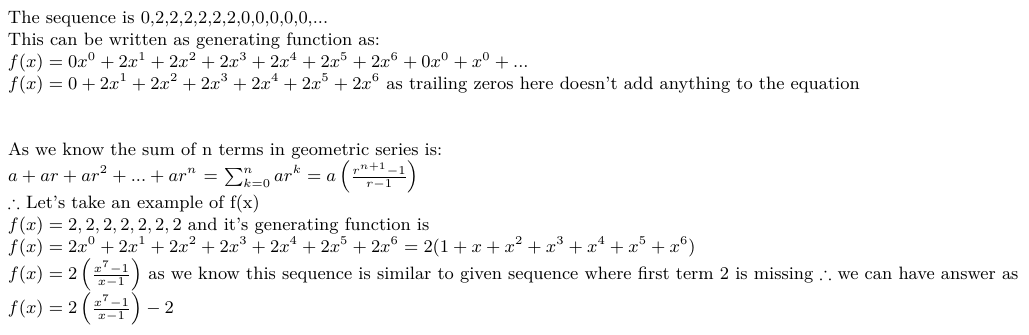 The sequence is 0,2,2,2,2,2,2,0,0,0,0,0,...
This can be written as generating function as:
f(x) = 0x^0 + 2x^1 + 2x^2 + 2x^3 + 2x^4 + 2x^5 + 2x^6 + 0x^0 + x^0 + ...
f(x) = 0 + 2x^1 + 2x^2 + 2x^3 + 2x^4 + 2x^5 + 2x^6 as trailing zeros here doesn't add anything to the equation
As we know the sum of n terms in geometric series is:
a + ar + ar^2 + ... + ar^n = \sum_{k=0}^{n} ar^k = a \left( \frac{r^{n+1}-1}{r-1} \right)
∴ Let's take an example of f(x)
f(x) = 2, 2, 2, 2, 2, 2, 2 and it's generating function is
f(x) = 2x^0 + 2x^1 + 2x^2 + 2x^3 + 2x^4 + 2x^5 + 2x^6 = 2(1 + x + x^2 + x^3 + x^4 + x^5 + x^6)
f(x) = 2 \left( \frac{x^7-1}{x-1} \right) as we know this sequence is similar to given sequence where first term 2 is missing ∴ we can have answer as
f(x) = 2 \left( \frac{x^7-1}{x-1} \right) - 2